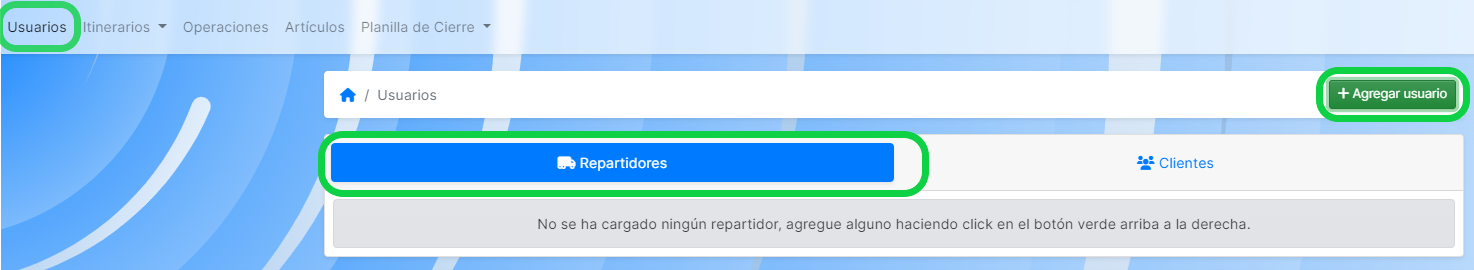 Usuarios Itinerarios Operaciones Artículos Planilla de Cierre
/ Usuarios
+ Agregar usuario
Repartidores
Clientes
No se ha cargado ningún repartidor, agregue alguno haciendo click en el botón verde arriba a la derecha.